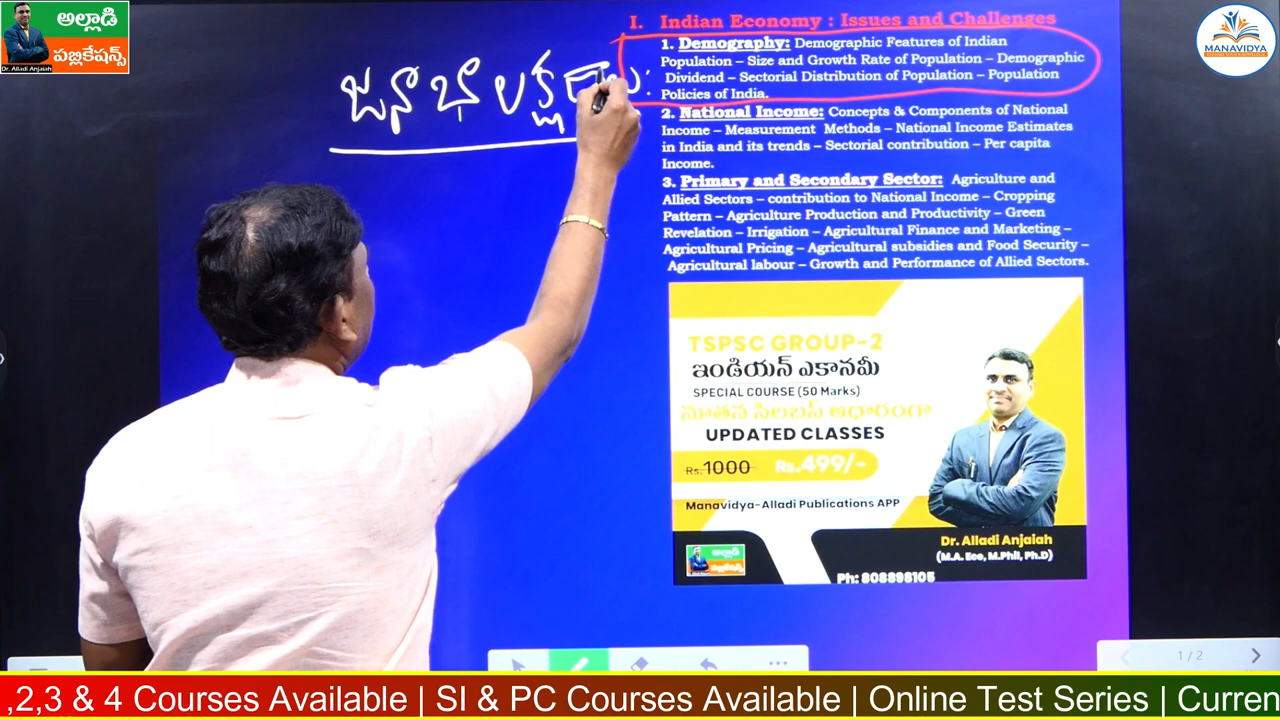 అల్లాడి
పబ్లికేషన్స్
Dr. Alladi Anjaiah
జనాభా లక్షణాలు:
I. Indian Economy : Issues and Challenges
1. Demography: Demographic Features of Indian
Population – Size and Growth Rate of Population – Demographic
Dividend – Sectorial Distribution of Population – Population
Policies of India.
2. National Income: Concepts & Components of National
Income – Measurement Methods – National Income Estimates
in India and its trends – Sectorial contribution – Per capita
Income.
3. Primary and Secondary Sector: Agriculture and
Allied Sectors – contribution to National Income – Cropping
Pattern – Agriculture Production and Productivity – Green
Revelation – Irrigation – Agricultural Finance and Marketing –
Agricultural Pricing – Agricultural subsidies and Food Security –
Agricultural labour – Growth and Performance of Allied Sectors.
MANAVIDYA
TSPSC GROUP-2
ఇండియన్ ఎకానమీ
SPECIAL COURSE (50 Marks)
నూతన సిలబస్ ఆధారంగా
UPDATED CLASSES
Rs.1000 Rs.499/-
Manavidya-Alladi Publications APP
Dr. Alladi Anjaiah
(M.A. Eco, M.Phil, Ph.D)
అల్లాడి
పబ్లికేషన్స్
Ph: 808898105
1 / 2
,2,3 & 4 Courses Available | SI & PC Courses Available | Online Test Series | Curren